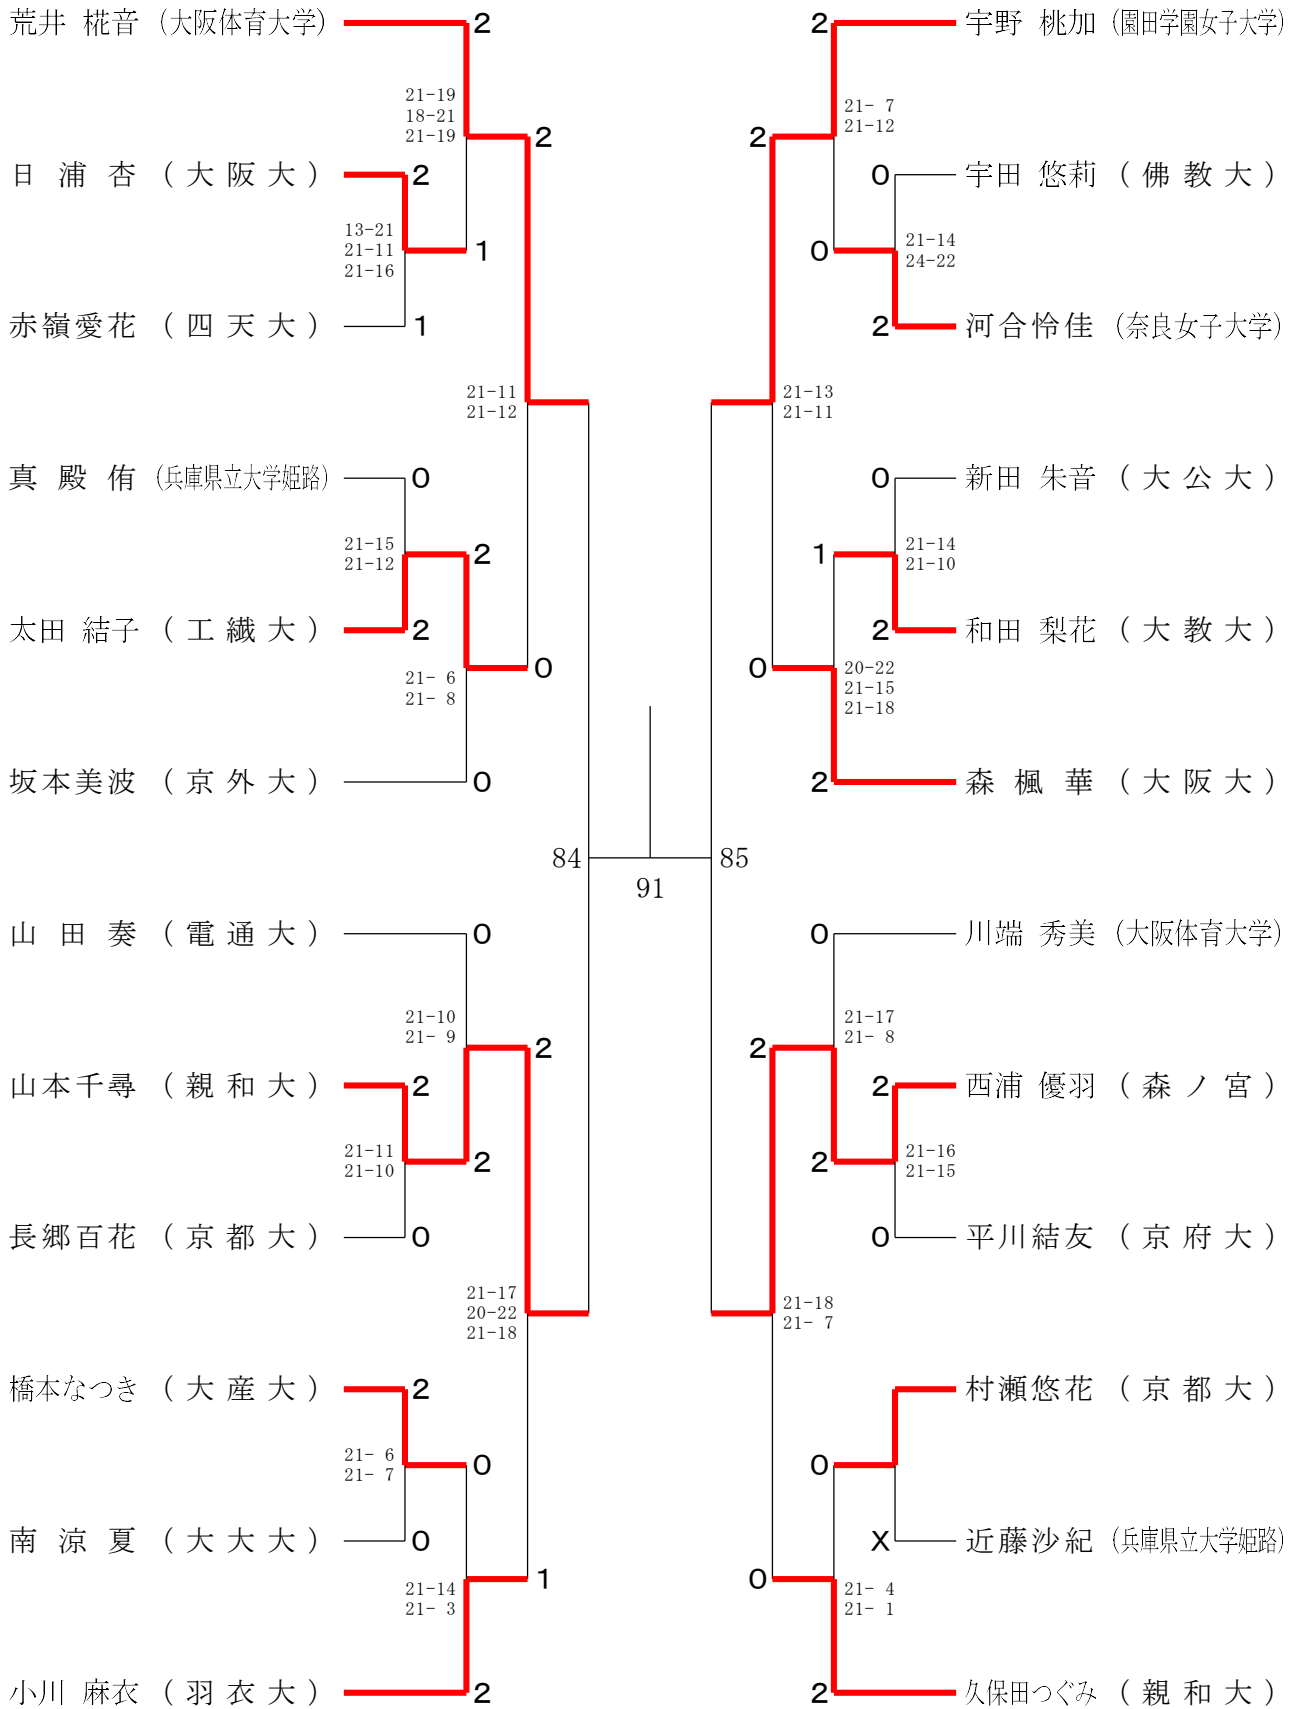 荒井 椛音 (大阪体育大学) 2
21-19
18-21
21-19
2
日浦 杏 (大阪大) 2
13-21
21-11
21-16
1
赤嶺愛花 (四天大) 1
21-11
21-12
真殿 侑 (兵庫県立大学姫路) 0
21-15
21-12
2
太田 結子 (工繊大) 2
21- 6
21- 8
0
坂本美波 (京外大) 0
84
山田 奏 (電通大) 0
21-10
21- 9
2
山本千尋 (親和大) 2
21-11
21-10
2
長郷百花 (京都大) 0
21-17
20-22
21-18
橋本なつき (大産大) 2
21- 6
21- 7
0
南 涼夏 (大大大) 0
21-14
21- 3
1
小川 麻衣 (羽衣大) 2
91
2 宇野 桃加 (園田学園女子大学)
21- 7
21-12
2
0 宇田 悠莉 (佛教大)
21-14
24-22
0
2 河合怜佳 (奈良女子大学)
21-13
21-11
0 新田 朱音 (大公大)
21-14
21-10
1
2 和田 梨花 (大教大)
20-22
21-15
21-18
0
2 森 楓華 (大阪大)
85
0 川端 秀美 (大阪体育大学)
21-17
21- 8
2
2 西浦 優羽 (森ノ宮)
21-16
21-15
2
0 平川結友 (京府大)
21-18
21- 7
村瀬悠花 (京都大)
0
X 近藤沙紀 (兵庫県立大学姫路)
21- 4
21- 1
0
2 久保田つぐみ (親和大)